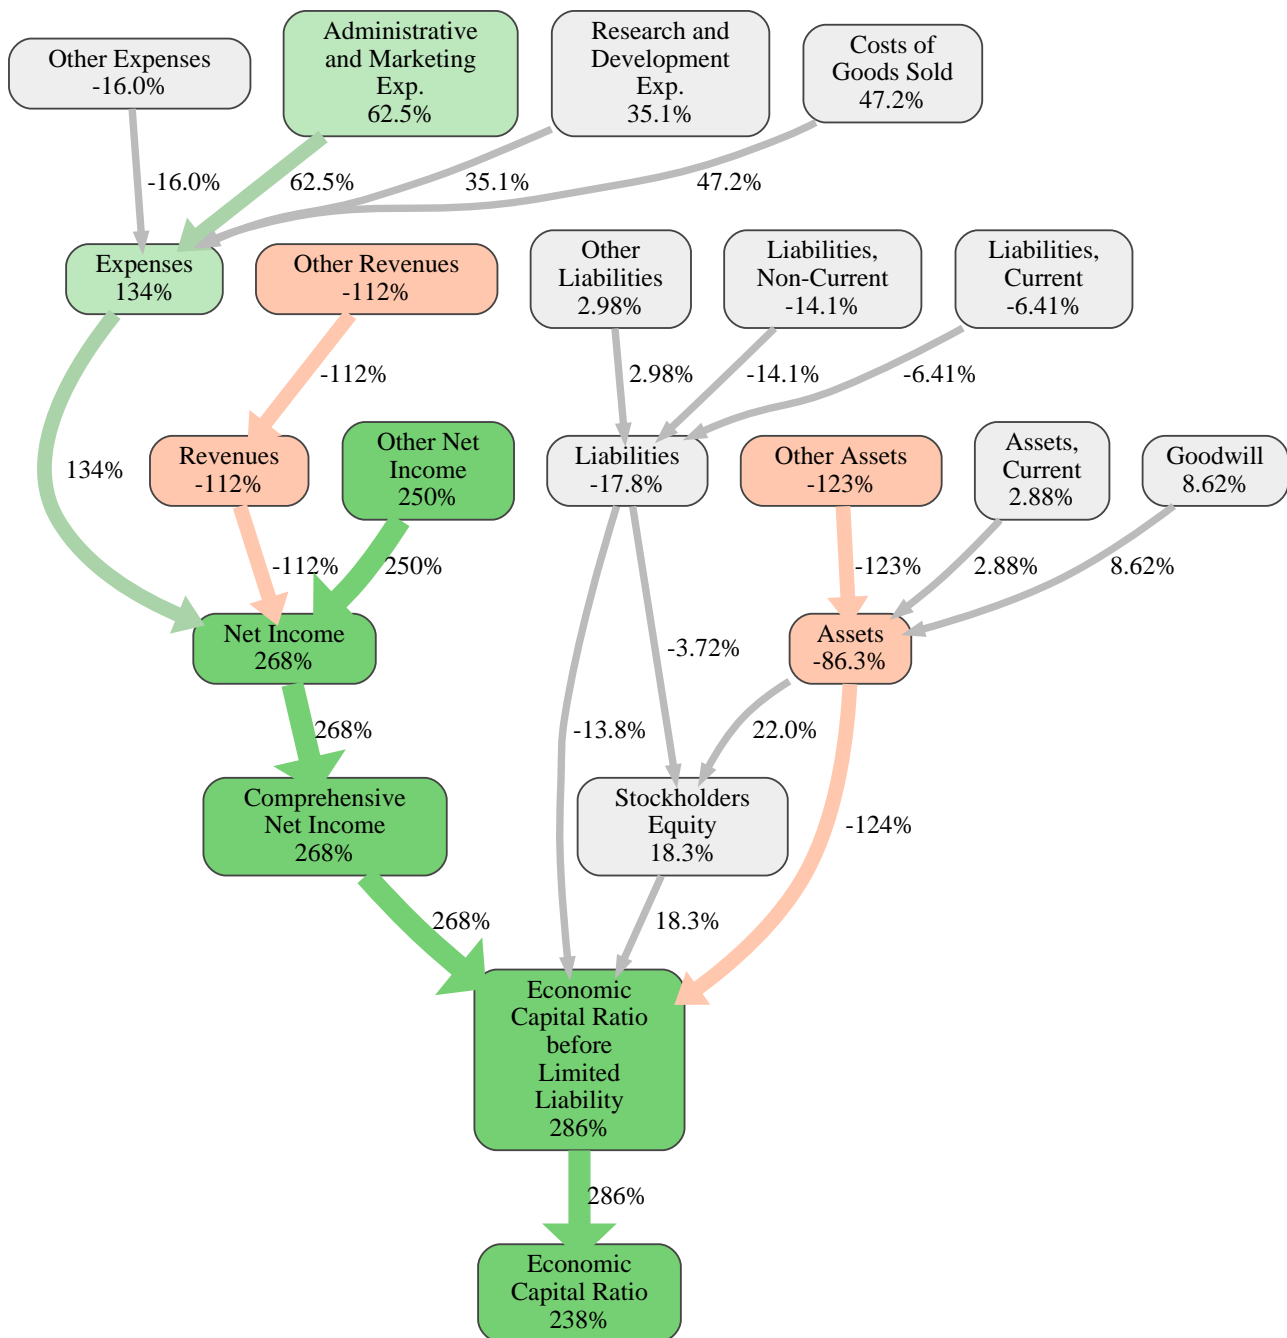 Other Expenses
-16.0%
Administrative
and Marketing
Exp.
62.5%
Research and
Development
Exp.
35.1%
Costs of
Goods Sold
47.2%
-16.0%
62.5%
35.1%
47.2%
Expenses
134%
Other Revenues
-112%
Other
Liabilities
2.98%
Liabilities,
Non-Current
-14.1%
Liabilities,
Current
-6.41%
-112%
2.98%
-14.1%
-6.41%
134%
Revenues
-112%
Other Net
Income
250%
Liabilities
-17.8%
Other Assets
-123%
Assets,
Current
2.88%
Goodwill
8.62%
-112%
250%
-123%
2.88%
8.62%
Net Income
268%
-3.72%
Assets
-86.3%
268%
-13.8%
22.0%
Comprehensive
Net Income
268%
Stockholders
Equity
18.3%
-124%
268%
18.3%
Economic
Capital Ratio
before
Limited
Liability
286%
286%
Economic
Capital Ratio
238%